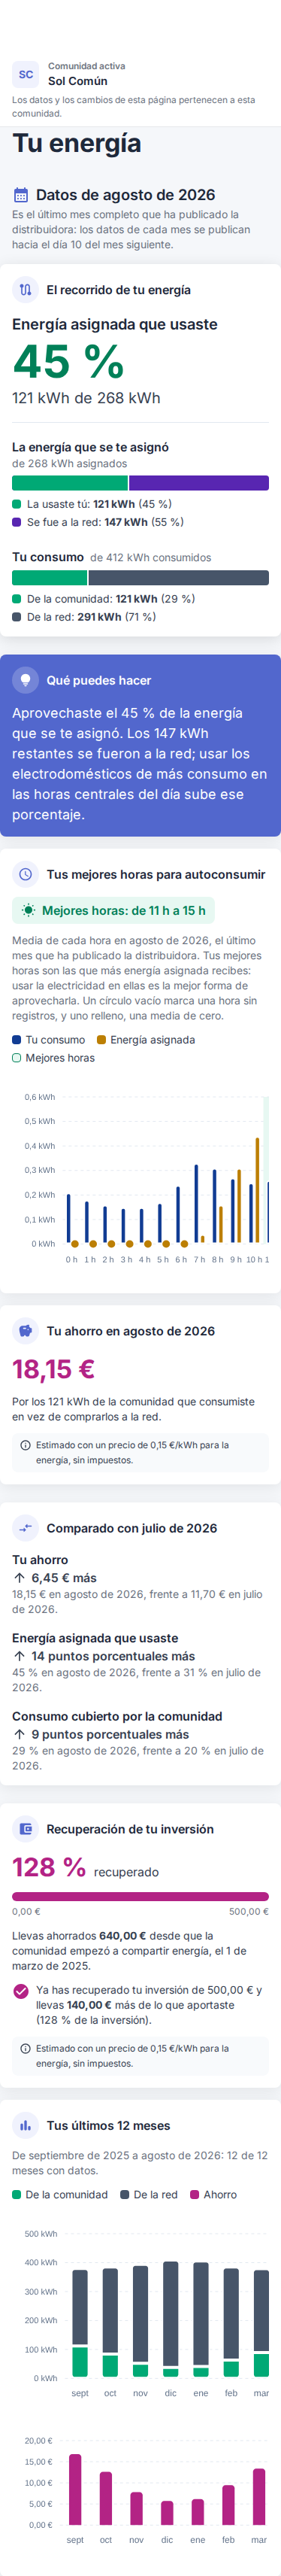 SC
Comunidad activa
Sol Común
Los datos y los cambios de esta página pertenecen a esta
comunidad.
Tu energía
Datos de agosto de 2026
Es el último mes completo que ha publicado la
distribuidora: los datos de cada mes se publican
hacia el día 10 del mes siguiente.
El recorrido de tu energía
Energía asignada que usaste
45 %
121 kWh de 268 kWh
La energía que se te asignó
de 268 kWh asignados
La usaste tú: 121 kWh (45 %)
Se fue a la red: 147 kWh (55 %)
Tu consumo de 412 kWh consumidos
De la comunidad: 121 kWh (29 %)
De la red: 291 kWh (71 %)
Qué puedes hacer
Aprovechaste el 45 % de la energía
que se te asignó. Los 147 kWh
restantes se fueron a la red; usar los
electrodomésticos de más consumo en
las horas centrales del día sube ese
porcentaje.
Tus mejores horas para autoconsumir
Mejores horas: de 11 h a 15 h
Media de cada hora en agosto de 2026, el último
mes que ha publicado la distribuidora. Tus mejores
horas son las que más energía asignada recibes:
usar la electricidad en ellas es la mejor forma de
aprovecharla. Un círculo vacío marca una hora sin
registros, y uno relleno, una media de cero.
Tu consumo Energía asignada
Mejores horas
0,6 kWh
0,5 kWh
0,4 kWh
0,3 kWh
0,2 kWh
0,1 kWh
0 kWh
0 h 1 h 2 h 3 h 4 h 5 h 6 h 7 h 8 h 9 h 10 h 1
Tu ahorro en agosto de 2026
18,15 €
Por los 121 kWh de la comunidad que consumiste
en vez de comprarlos a la red.
Estimado con un precio de 0,15 €/kWh para la
energía, sin impuestos.
Comparado con julio de 2026
Tu ahorro
6,45 € más
18,15 € en agosto de 2026, frente a 11,70 € en julio
de 2026.
Energía asignada que usaste
14 puntos porcentuales más
45 % en agosto de 2026, frente a 31 % en julio de
2026.
Consumo cubierto por la comunidad
9 puntos porcentuales más
29 % en agosto de 2026, frente a 20 % en julio de
2026.
Recuperación de tu inversión
128 % recuperado
0,00 € 500,00 €
Llevas ahorrados 640,00 € desde que la
comunidad empezó a compartir energía, el 1 de
marzo de 2025.
Ya has recuperado tu inversión de 500,00 € y
llevas 140,00 € más de lo que aportaste
(128 % de la inversión).
Estimado con un precio de 0,15 €/kWh para la
energía, sin impuestos.
Tus últimos 12 meses
De septiembre de 2025 a agosto de 2026: 12 de 12
meses con datos.
De la comunidad De la red Ahorro
500 kWh
400 kWh
300 kWh
200 kWh
100 kWh
0 kWh
sept oct nov dic ene feb mar
20,00 €
15,00 €
10,00 €
5,00 €
0,00 €
sept oct nov dic ene feb mar